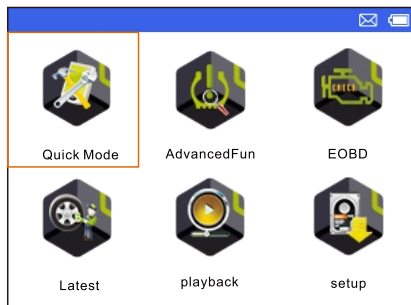 CHECK
Quick Mode
AdvancedFun
EOBD
Latest
playback
setup